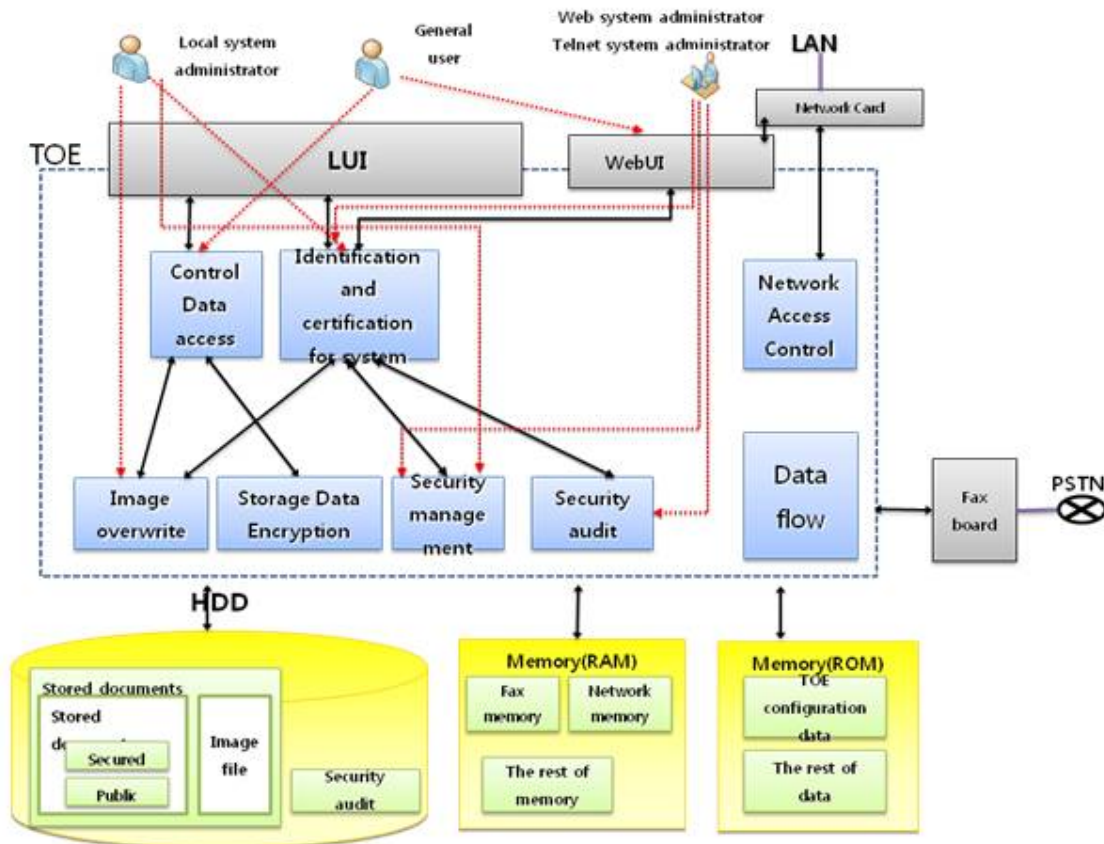 Local system
administrator
General
user
Web system administrator
Telnet system administrator
LAN
Network Card
TOE
LUI
WebUI
Control
Data
access
Identification
and
certification
for system
Network
Access
Control
Image
overwrite
Storage Data
Encryption
Security
manage
ment
Security
audit
Data
flow
Fax
board
PSTN
HDD
Stored documents
Stored
Secured
Public
Image
file
Security
audit
Memory(RAM)
Fax
memory
Network
memory
The rest of
memory
Memory(ROM)
TOE
configuration
data
The rest of
data